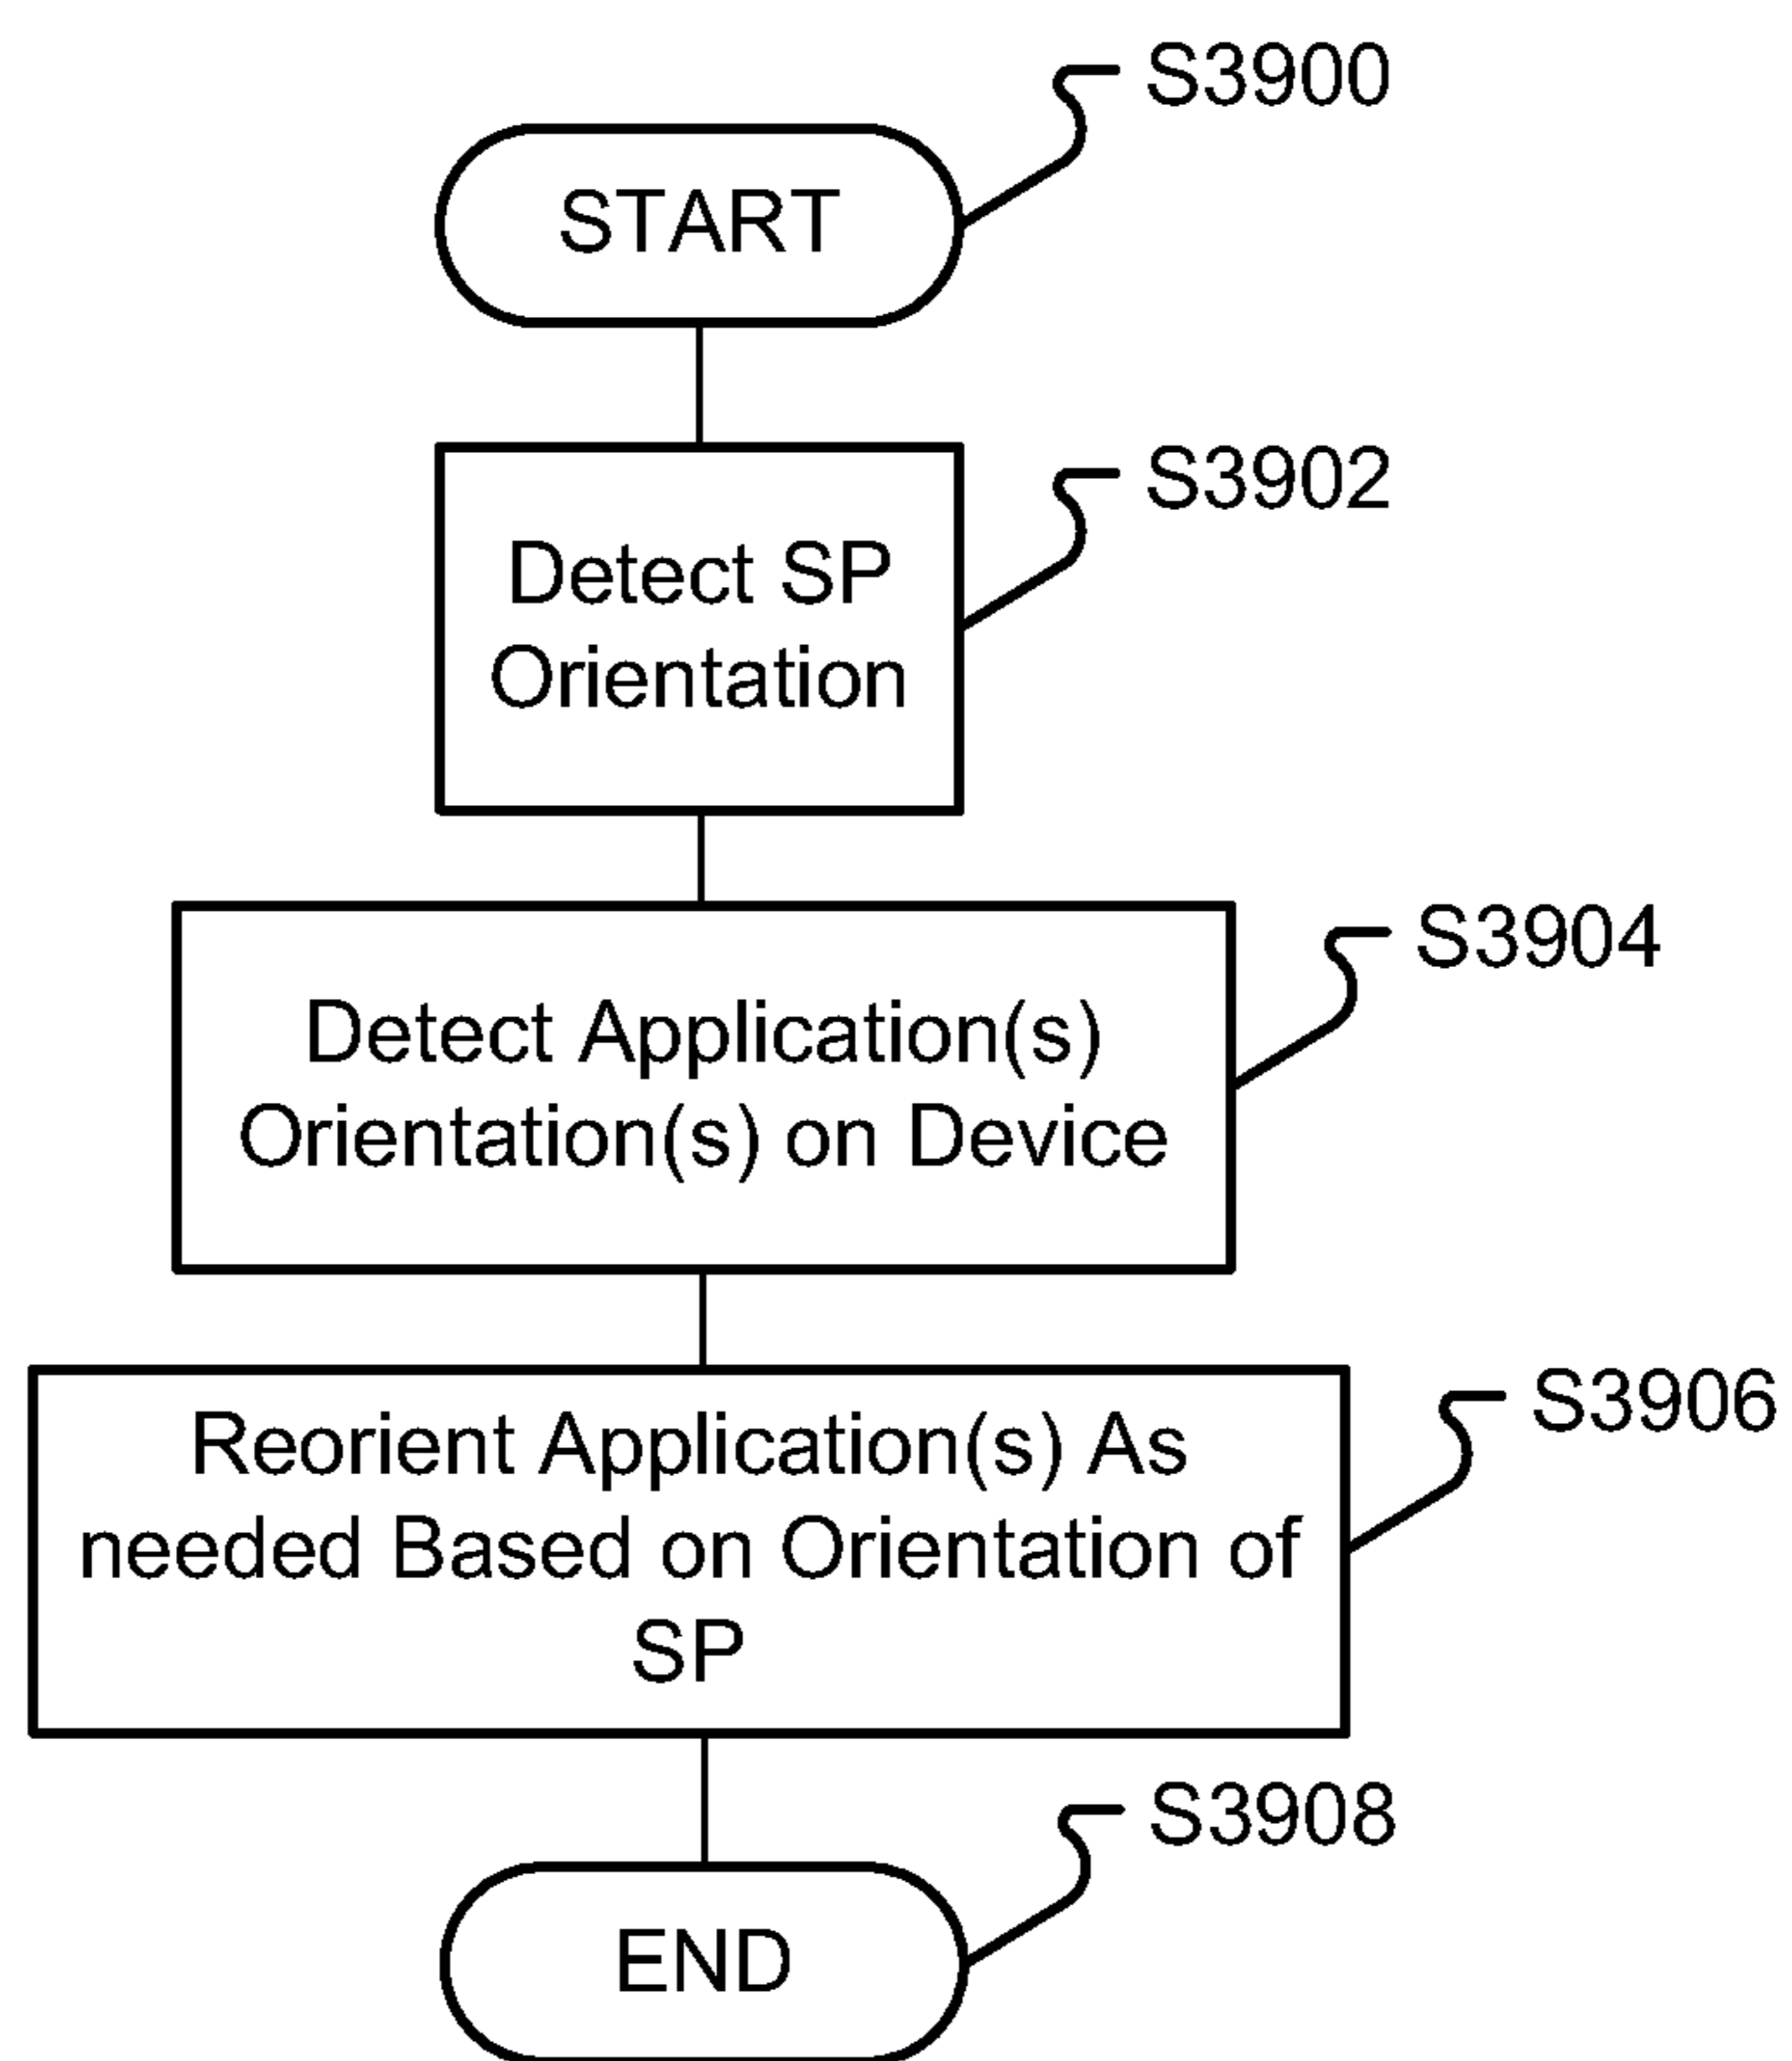 S3900
START
S3902
Detect SP
Orientation
S3904
Detect Application(s)
Orientation(s) on Device
S3906
Reorient Application(s) As
needed Based on Orientation of
SP
S3908
END